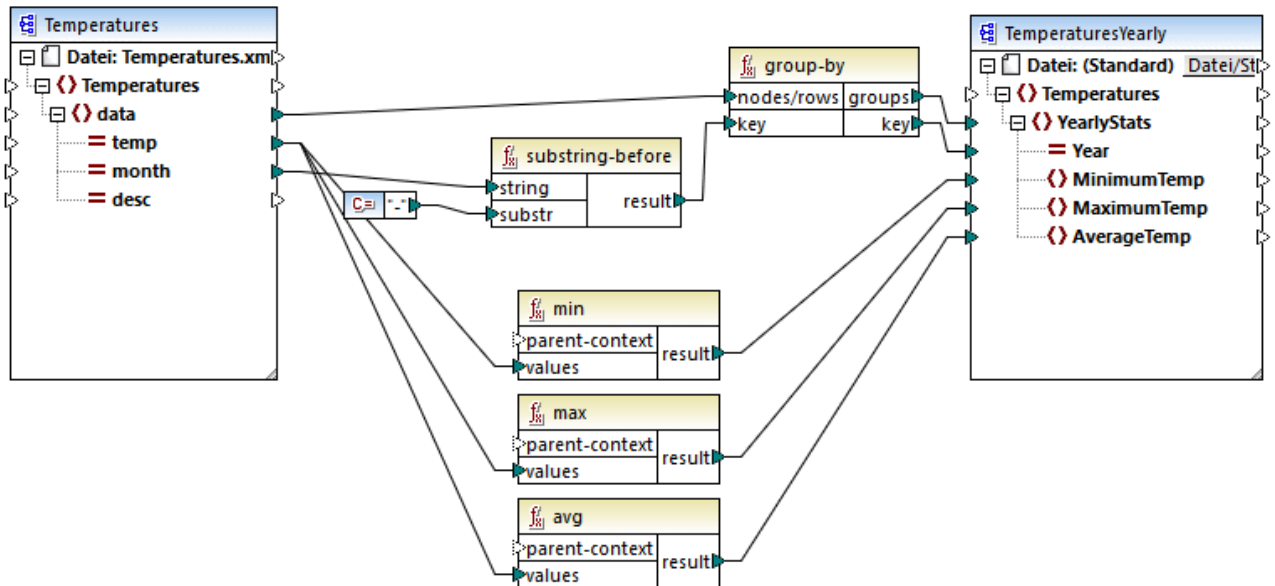 Temperatures
Datei: Temperatures.xm
Temperatures
data
temp
month
desc
C= "-"
substring-before
string
substr
result
group-by
nodes/rows groups
key key
min
parent-context
values
result
max
parent-context
values
result
avg
parent-context
values
result
TemperaturesYearly
Datei: (Standard) Datei/St
Temperatures
YearlyStats
Year
MinimumTemp
MaximumTemp
AverageTemp